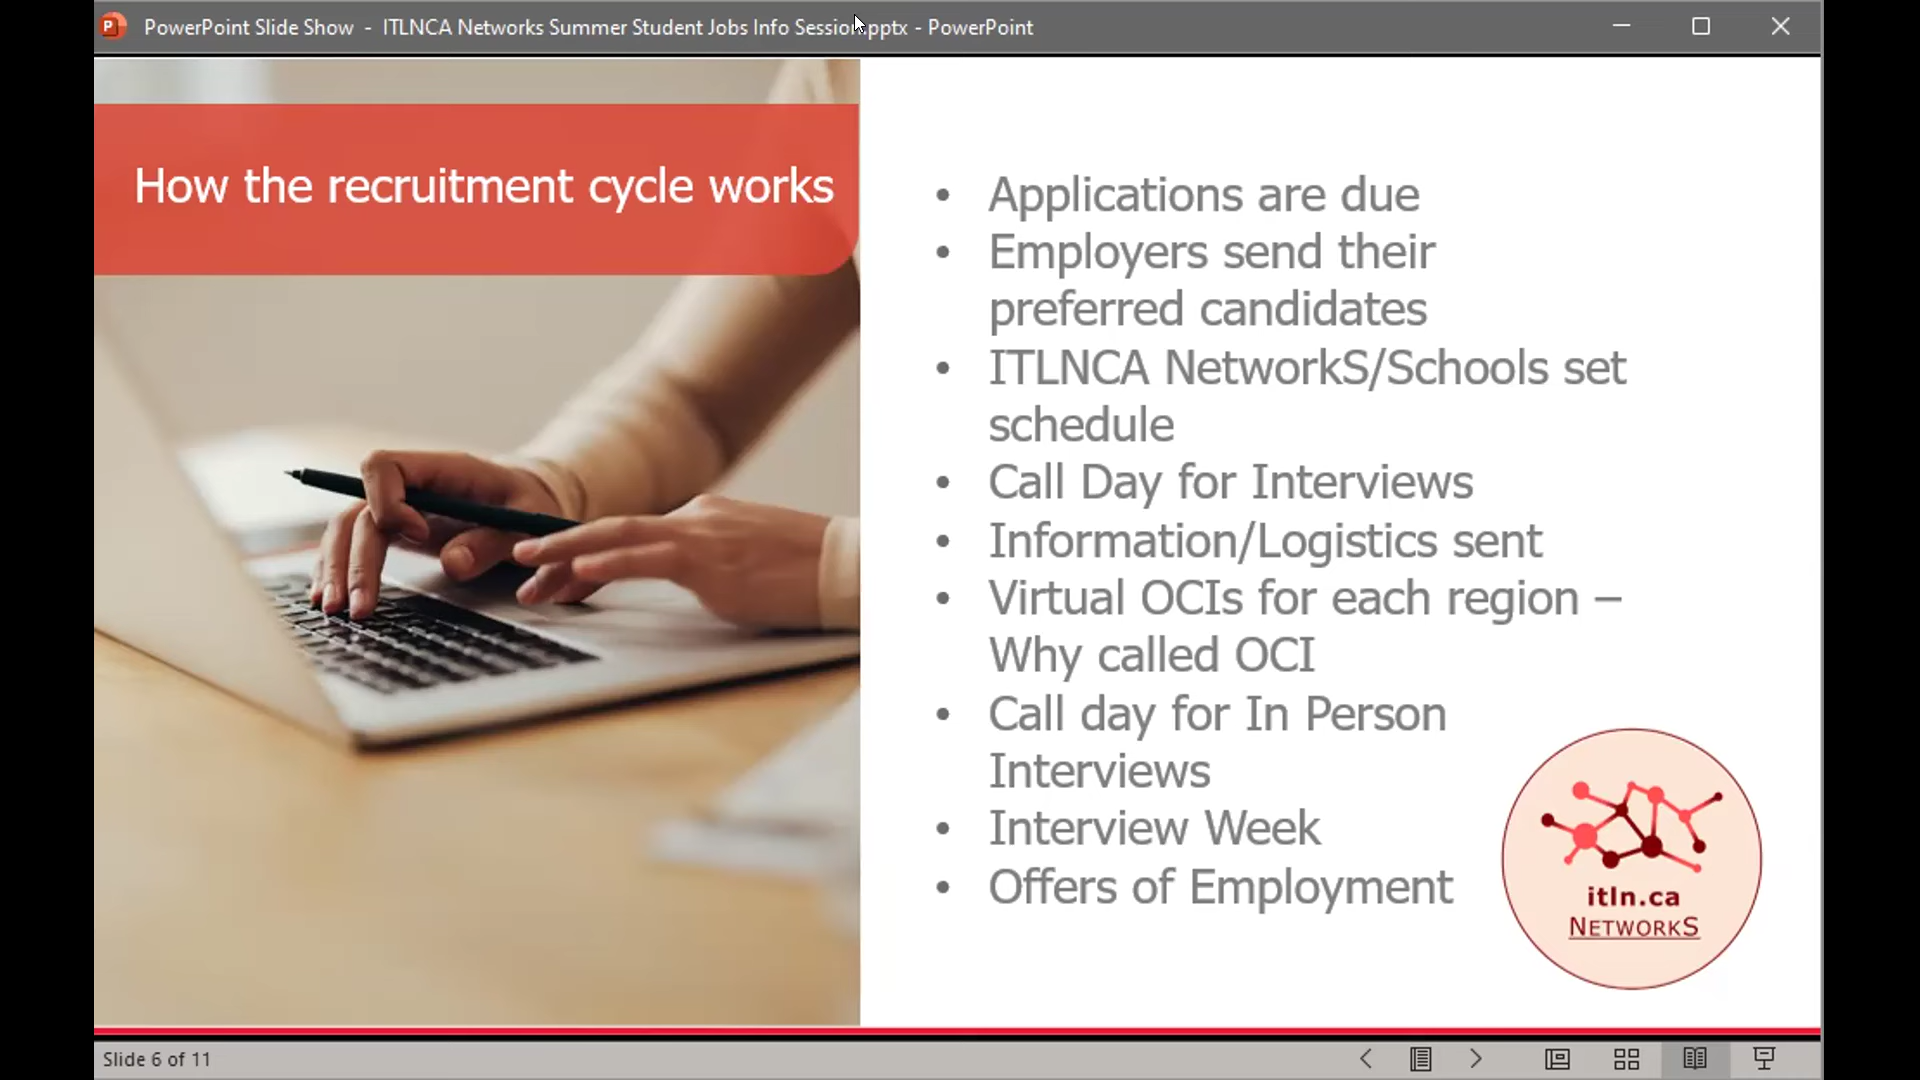 PowerPoint Slide Show - ITLNCA Networks Summer Student Jobs Info Session.pptx - PowerPoint
How the recruitment cycle works
• Applications are due
• Employers send their
preferred candidates
• ITLNCA NetworkS/Schools set
schedule
• Call Day for Interviews
• Information/Logistics sent
• Virtual OCIs for each region –
Why called OCI
• Call day for In Person
Interviews
• Interview Week
• Offers of Employment
itln.ca
NETWORKS
Slide 6 of 11